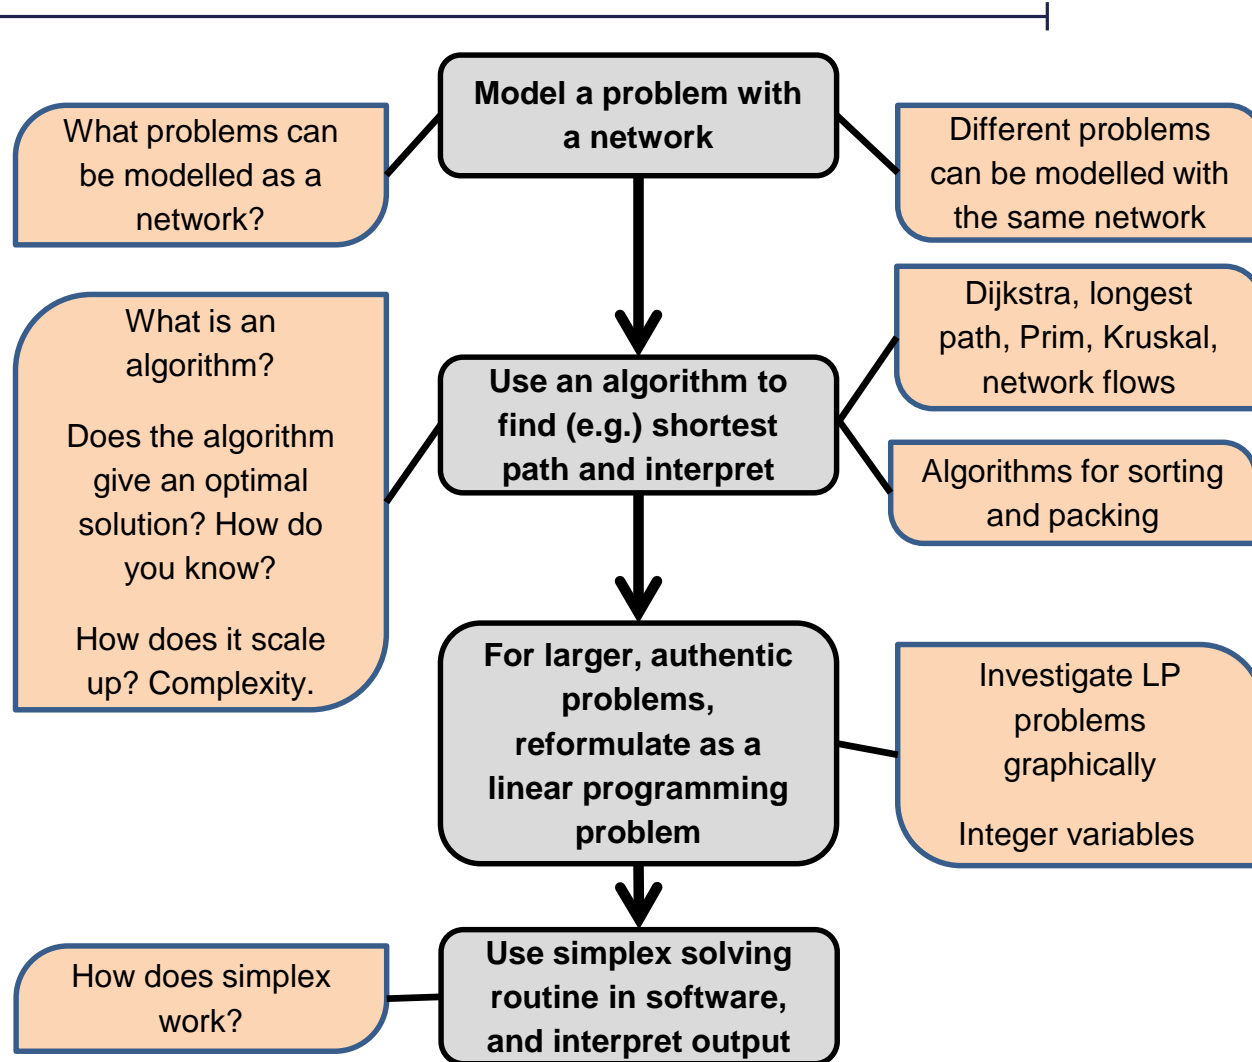 Model a problem with
a network
What problems can
be modelled as a
network?
Different problems
can be modelled with
the same network
What is an
algorithm?
Does the algorithm
give an optimal
solution? How do
you know?
How does it scale
up? Complexity.
Use an algorithm to
find (e.g.) shortest
path and interpret
Dijkstra, longest
path, Prim, Kruskal,
network flows
Algorithms for sorting
and packing
For larger, authentic
problems,
reformulate as a
linear programming
problem
Investigate LP
problems
graphically
Integer variables
How does simplex
work?
Use simplex solving
routine in software,
and interpret output